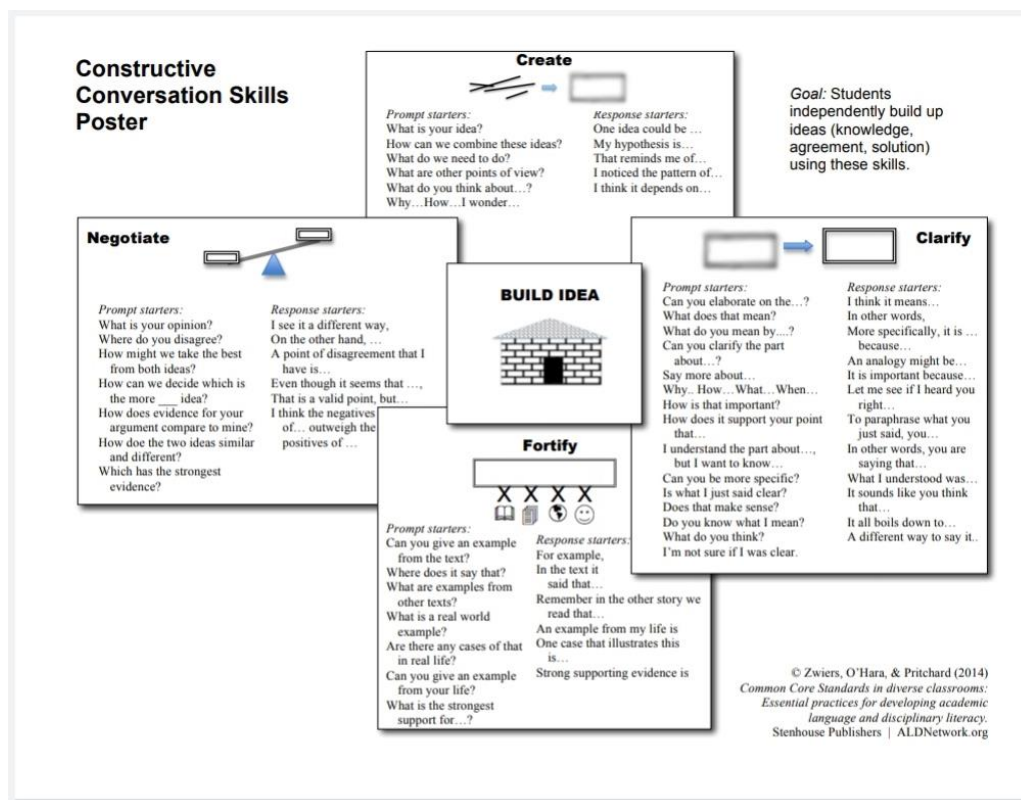 Constructive
Conversation Skills
Poster
Goal: Students
independently build up
ideas (knowledge,
agreement, solution)
using these skills.
Create
Prompt starters:
What is your idea?
How can we combine these ideas?
What do we need to do?
What are other points of view?
What do you think about…?
Why…How…I wonder…
Response starters:
One idea could be …
My hypothesis is…
That reminds me of…
I noticed the pattern of…
I think it depends on…
Negotiate
Prompt starters:
What is your opinion?
Where do you disagree?
How might we take the best
from both ideas?
How can we decide which is
the more ___ idea?
How does evidence for your
argument compare to mine?
How doe the two ideas similar
and different?
Which has the strongest
evidence?
Response starters:
I see it a different way,
On the other hand, …
A point of disagreement that I
have is…
Even though it seems that …,
That is a valid point, but…
I think the negatives
of… outweigh the
positives of …
BUILD IDEA
Clarify
Prompt starters:
Can you elaborate on the…?
What does that mean?
What do you mean by....?
Can you clarify the part
about…?
Say more about…
Why.. How…What…When…
How is that important?
How does it support your point
that…
I understand the part about…,
but I want to know…
Can you be more specific?
Is what I just said clear?
Does that make sense?
Do you know what I mean?
What do you think?
I'm not sure if I was clear.
Response starters:
I think it means…
In other words,
More specifically, it is …
because…
An analogy might be…
It is important because…
Let me see if I heard you
right…
To paraphrase what you
just said, you…
In other words, you are
saying that…
What I understood was…
It sounds like you think
that…
It all boils down to…
A different way to say it..
Fortify
X X X X
Prompt starters:
Can you give an example
from the text?
Where does it say that?
What are examples from
other texts?
What is a real world
example?
Are there any cases of that
in real life?
Can you give an example
from your life?
What is the strongest
support for…?
Response starters:
For example,
In the text it
said that…
Remember in the other story we
read that…
An example from my life is
One case that illustrates this
is…
Strong supporting evidence is
© Zwiers, O'Hara, & Pritchard (2014)
Common Core Standards in diverse classrooms:
Essential practices for developing academic
language and disciplinary literacy.
Stenhouse Publishers | ALDNetwork.org